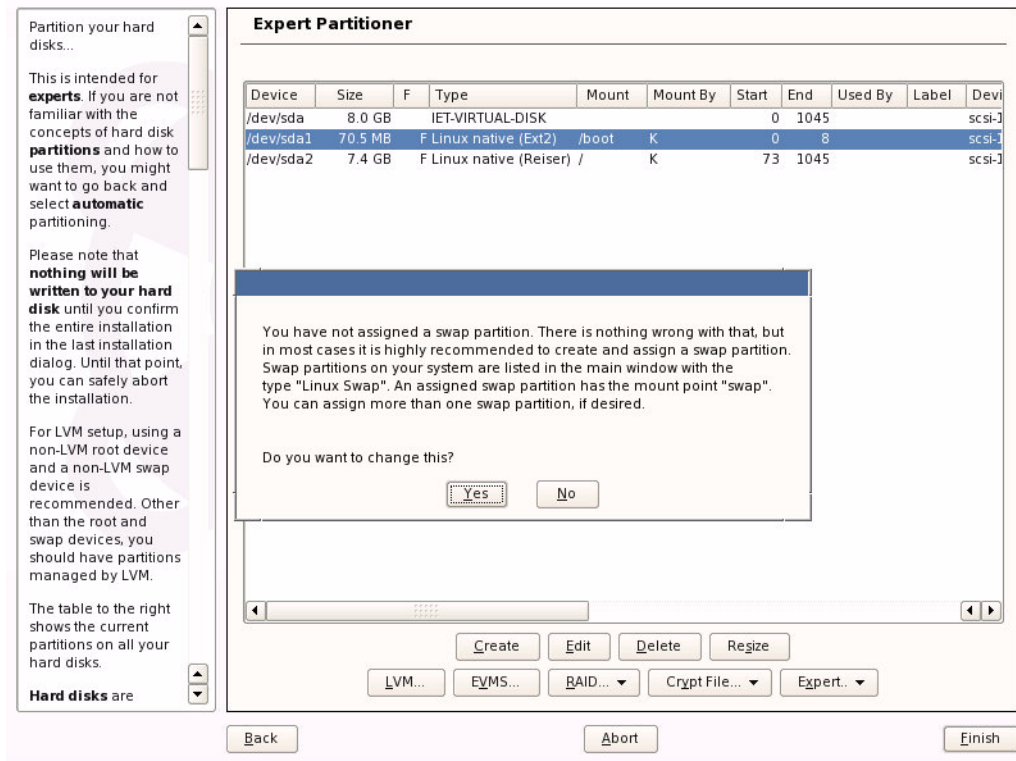 Partition your hard
disks...
This is intended for
experts. If you are not
familiar with the
concepts of hard disk
partitions and how to
use them, you might
want to go back and
select automatic
partitioning.
Please note that
nothing will be
written to your hard
disk until you confirm
the entire installation
in the last installation
dialog. Until that point,
you can safely abort
the installation.
For LVM setup, using a
non-LVM root device
and a non-LVM swap
device is
recommended. Other
than the root and
swap devices, you
should have partitions
managed by LVM.
The table to the right
shows the current
partitions on all your
hard disks.
Hard disks are
Expert Partitioner
Device Size F Type Mount Mount By Start End Used By Label Devi
/dev/sda 8.0 GB IET-VIRTUAL-DISK 0 1045 scsi-1
/dev/sda1 70.5 MB F Linux native (Ext2) /boot K 0 8 scsi-1
/dev/sda2 7.4 GB F Linux native (Reiser) / K 73 1045 scsi-1
You have not assigned a swap partition. There is nothing wrong with that, but
in most cases it is highly recommended to create and assign a swap partition.
Swap partitions on your system are listed in the main window with the
type "Linux Swap". An assigned swap partition has the mount point "swap".
You can assign more than one swap partition, if desired.
Do you want to change this?
Yes No
Create Edit Delete Resize
LVM... EVMS... RAID... Crypt File... Expert..
Back Abort Finish